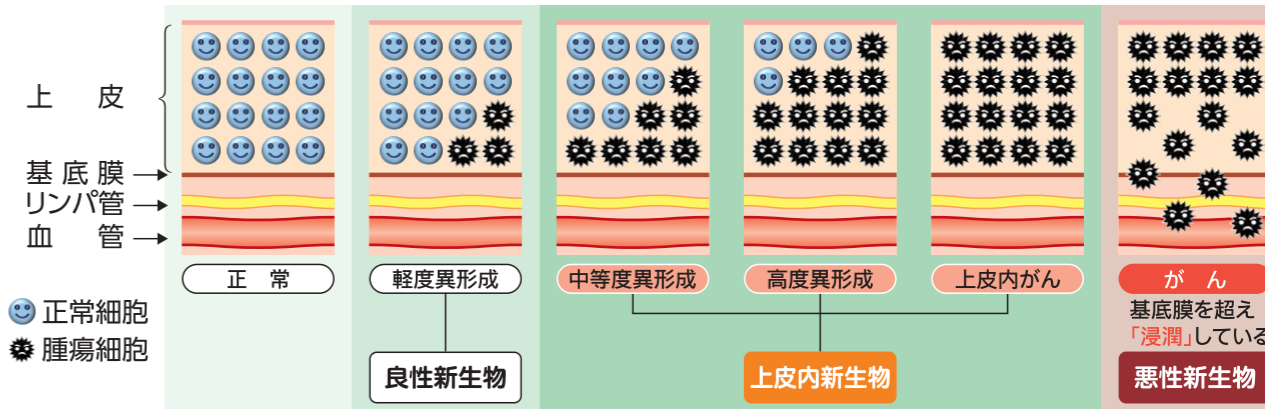 上皮
基底膜
リンパ管
血管
正常細胞
腫瘍細胞
正常
軽度異形成
中等度異形成
高度異形成
上皮内がん
がん
基底膜を超え
「浸潤」している
良性新生物
上皮内新生物
悪性新生物